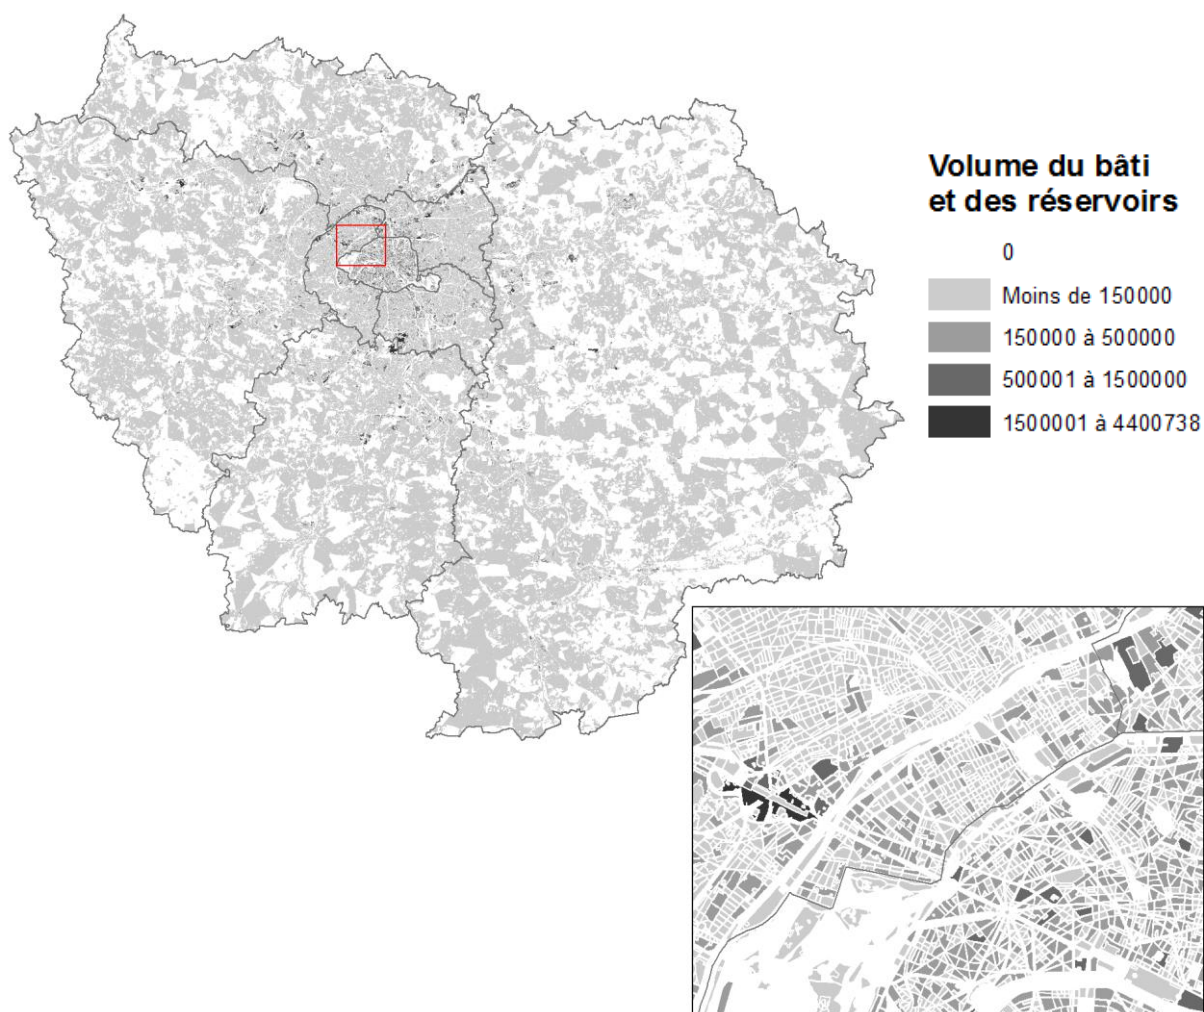 Volume du bâti
et des réservoirs
0
Moins de 150000
150000 à 500000
500001 à 1500000
1500001 à 4400738